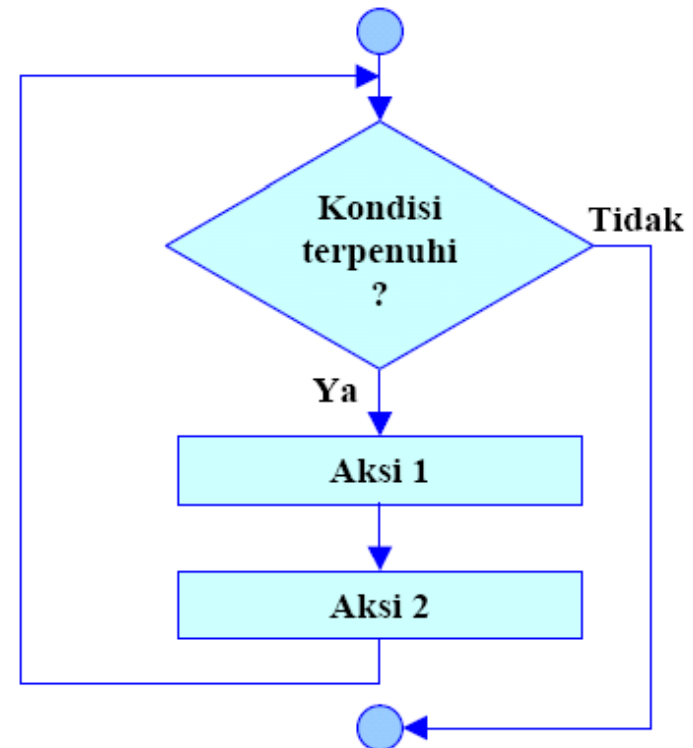 Kondisi
terpenuhi
?
Tidak
Ya
Aksi 1
Aksi 2